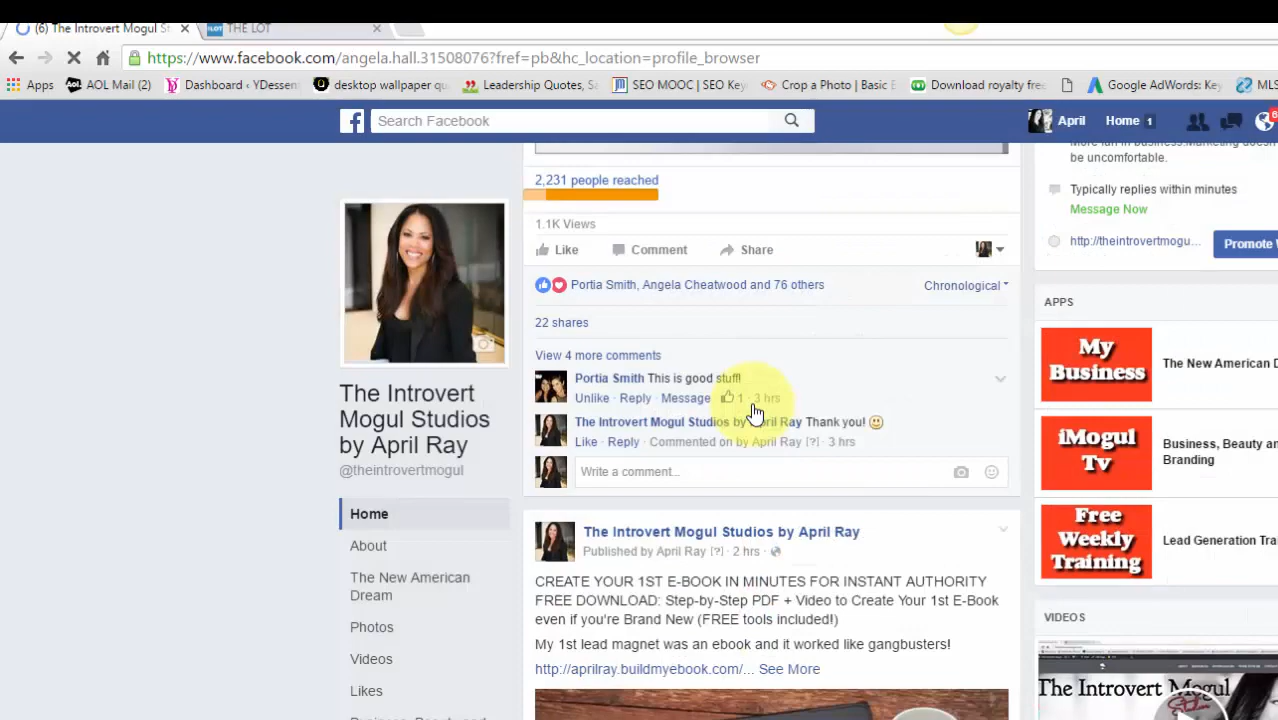 (6) The Introvert Mogul St
THE LOT
https://www.facebook.com/angela.hall.31508076?fref=pb&hc_location=profile_browser
Apps
AOL Mail (2)
Dashboard ‹ YDessen
desktop wallpaper qu
Leadership Quotes, Sa
SEO MOOC | SEO Key
Crop a Photo | Basic E
Download royalty free
Google AdWords: Key
MLS
Search Facebook
April
Home 1
6
2,231 people reached
1.1K Views
Like
Comment
Share
Portia Smith, Angela Cheatwood and 76 others
Chronological
22 shares
View 4 more comments
Portia Smith This is good stuff!
Unlike · Reply · Message · 1 · 3 hrs
The Introvert Mogul Studios by April Ray Thank you!
Like · Reply · Commented on by April Ray [?] · 3 hrs
Write a comment...
The Introvert Mogul Studios by April Ray
Published by April Ray [?] · 2 hrs ·
CREATE YOUR 1ST E-BOOK IN MINUTES FOR INSTANT AUTHORITY
FREE DOWNLOAD: Step-by-Step PDF + Video to Create Your 1st E-Book
even if you're Brand New (FREE tools included!)
My 1st lead magnet was an ebook and it worked like gangbusters!
http://aprilray.buildmyebook.com/... See More
The Introvert
Mogul Studios
by April Ray
@theintrovertmogul
Home
About
The New American
Dream
Photos
Videos
Likes
Business, Beauty and
More fun in business.Marketing doesn
be uncomfortable.
Typically replies within minutes
Message Now
http://theintrovertmogu...
Promote W
APPS
My
Business
The New American D
iMogul
Tv
Business, Beauty an
Branding
Free
Weekly
Training
Lead Generation Tra
VIDEOS
The Introvert Mogul